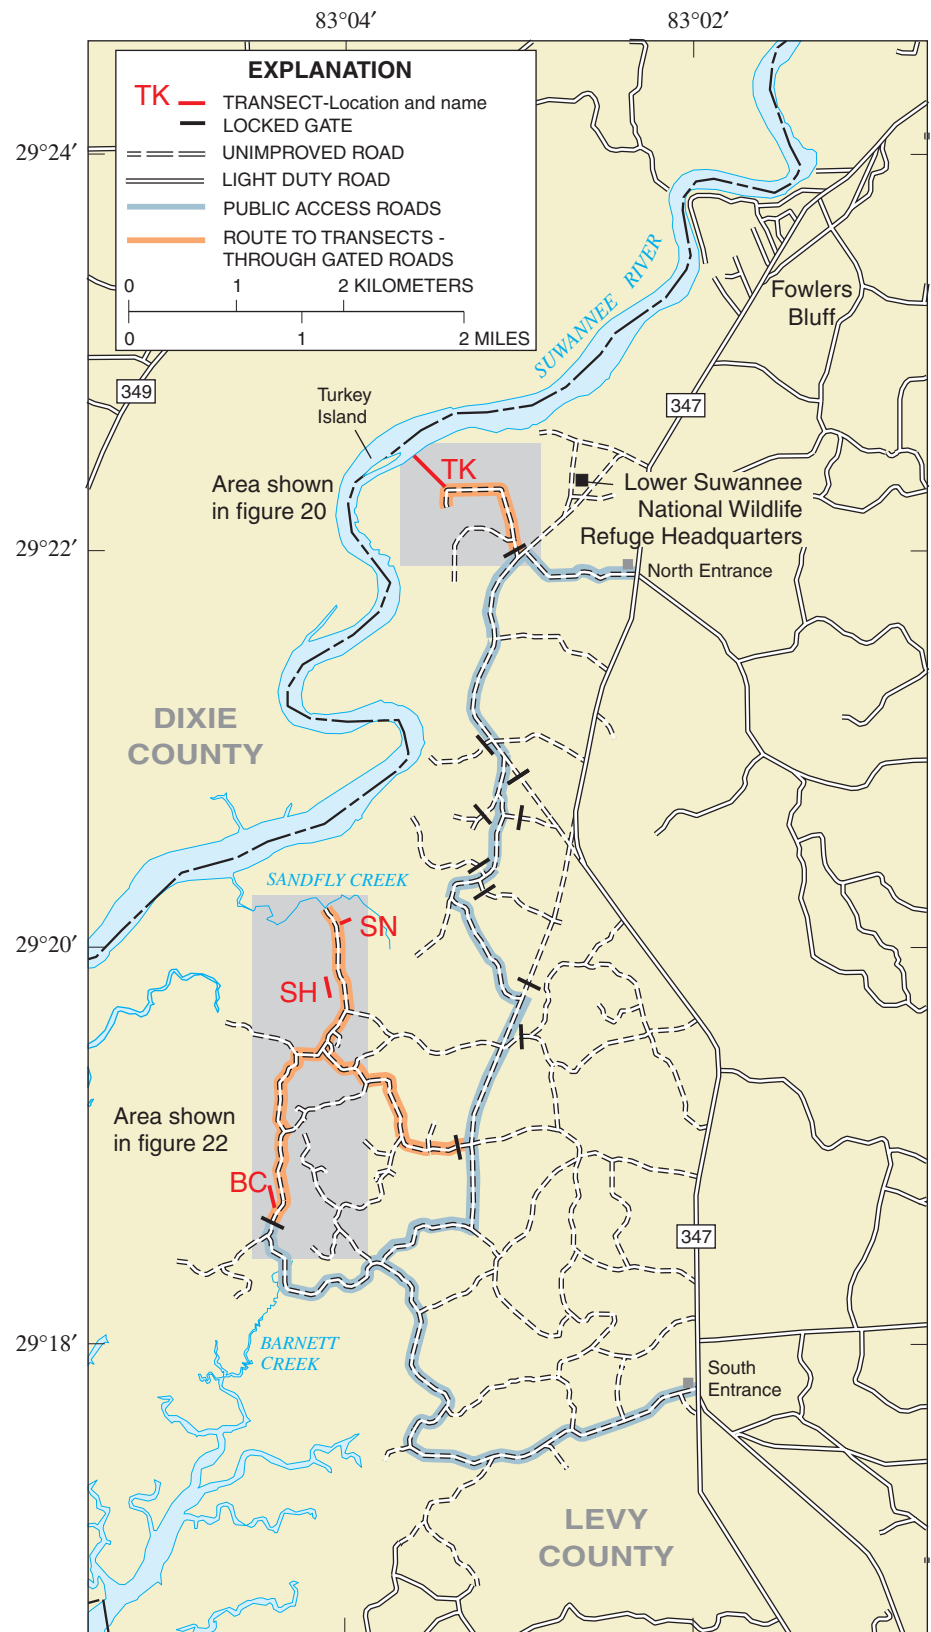 83°04′
83°02′
EXPLANATION
TK
TRANSECT-Location and name
LOCKED GATE
UNIMPROVED ROAD
LIGHT DUTY ROAD
PUBLIC ACCESS ROADS
ROUTE TO TRANSECTS -
THROUGH GATED ROADS
0 1 2 KILOMETERS
0 1 2 MILES
29°24′
SUWANNEE RIVER
Fowlers
Bluff
349
347
Turkey
Island
TK
Area shown
in figure 20
Lower Suwannee
National Wildlife
Refuge Headquarters
29°22′
North Entrance
DIXIE
COUNTY
SANDFLY CREEK
SN
29°20′
SH
Area shown
in figure 22
BC
347
29°18′
BARNETT
CREEK
South
Entrance
LEVY
COUNTY